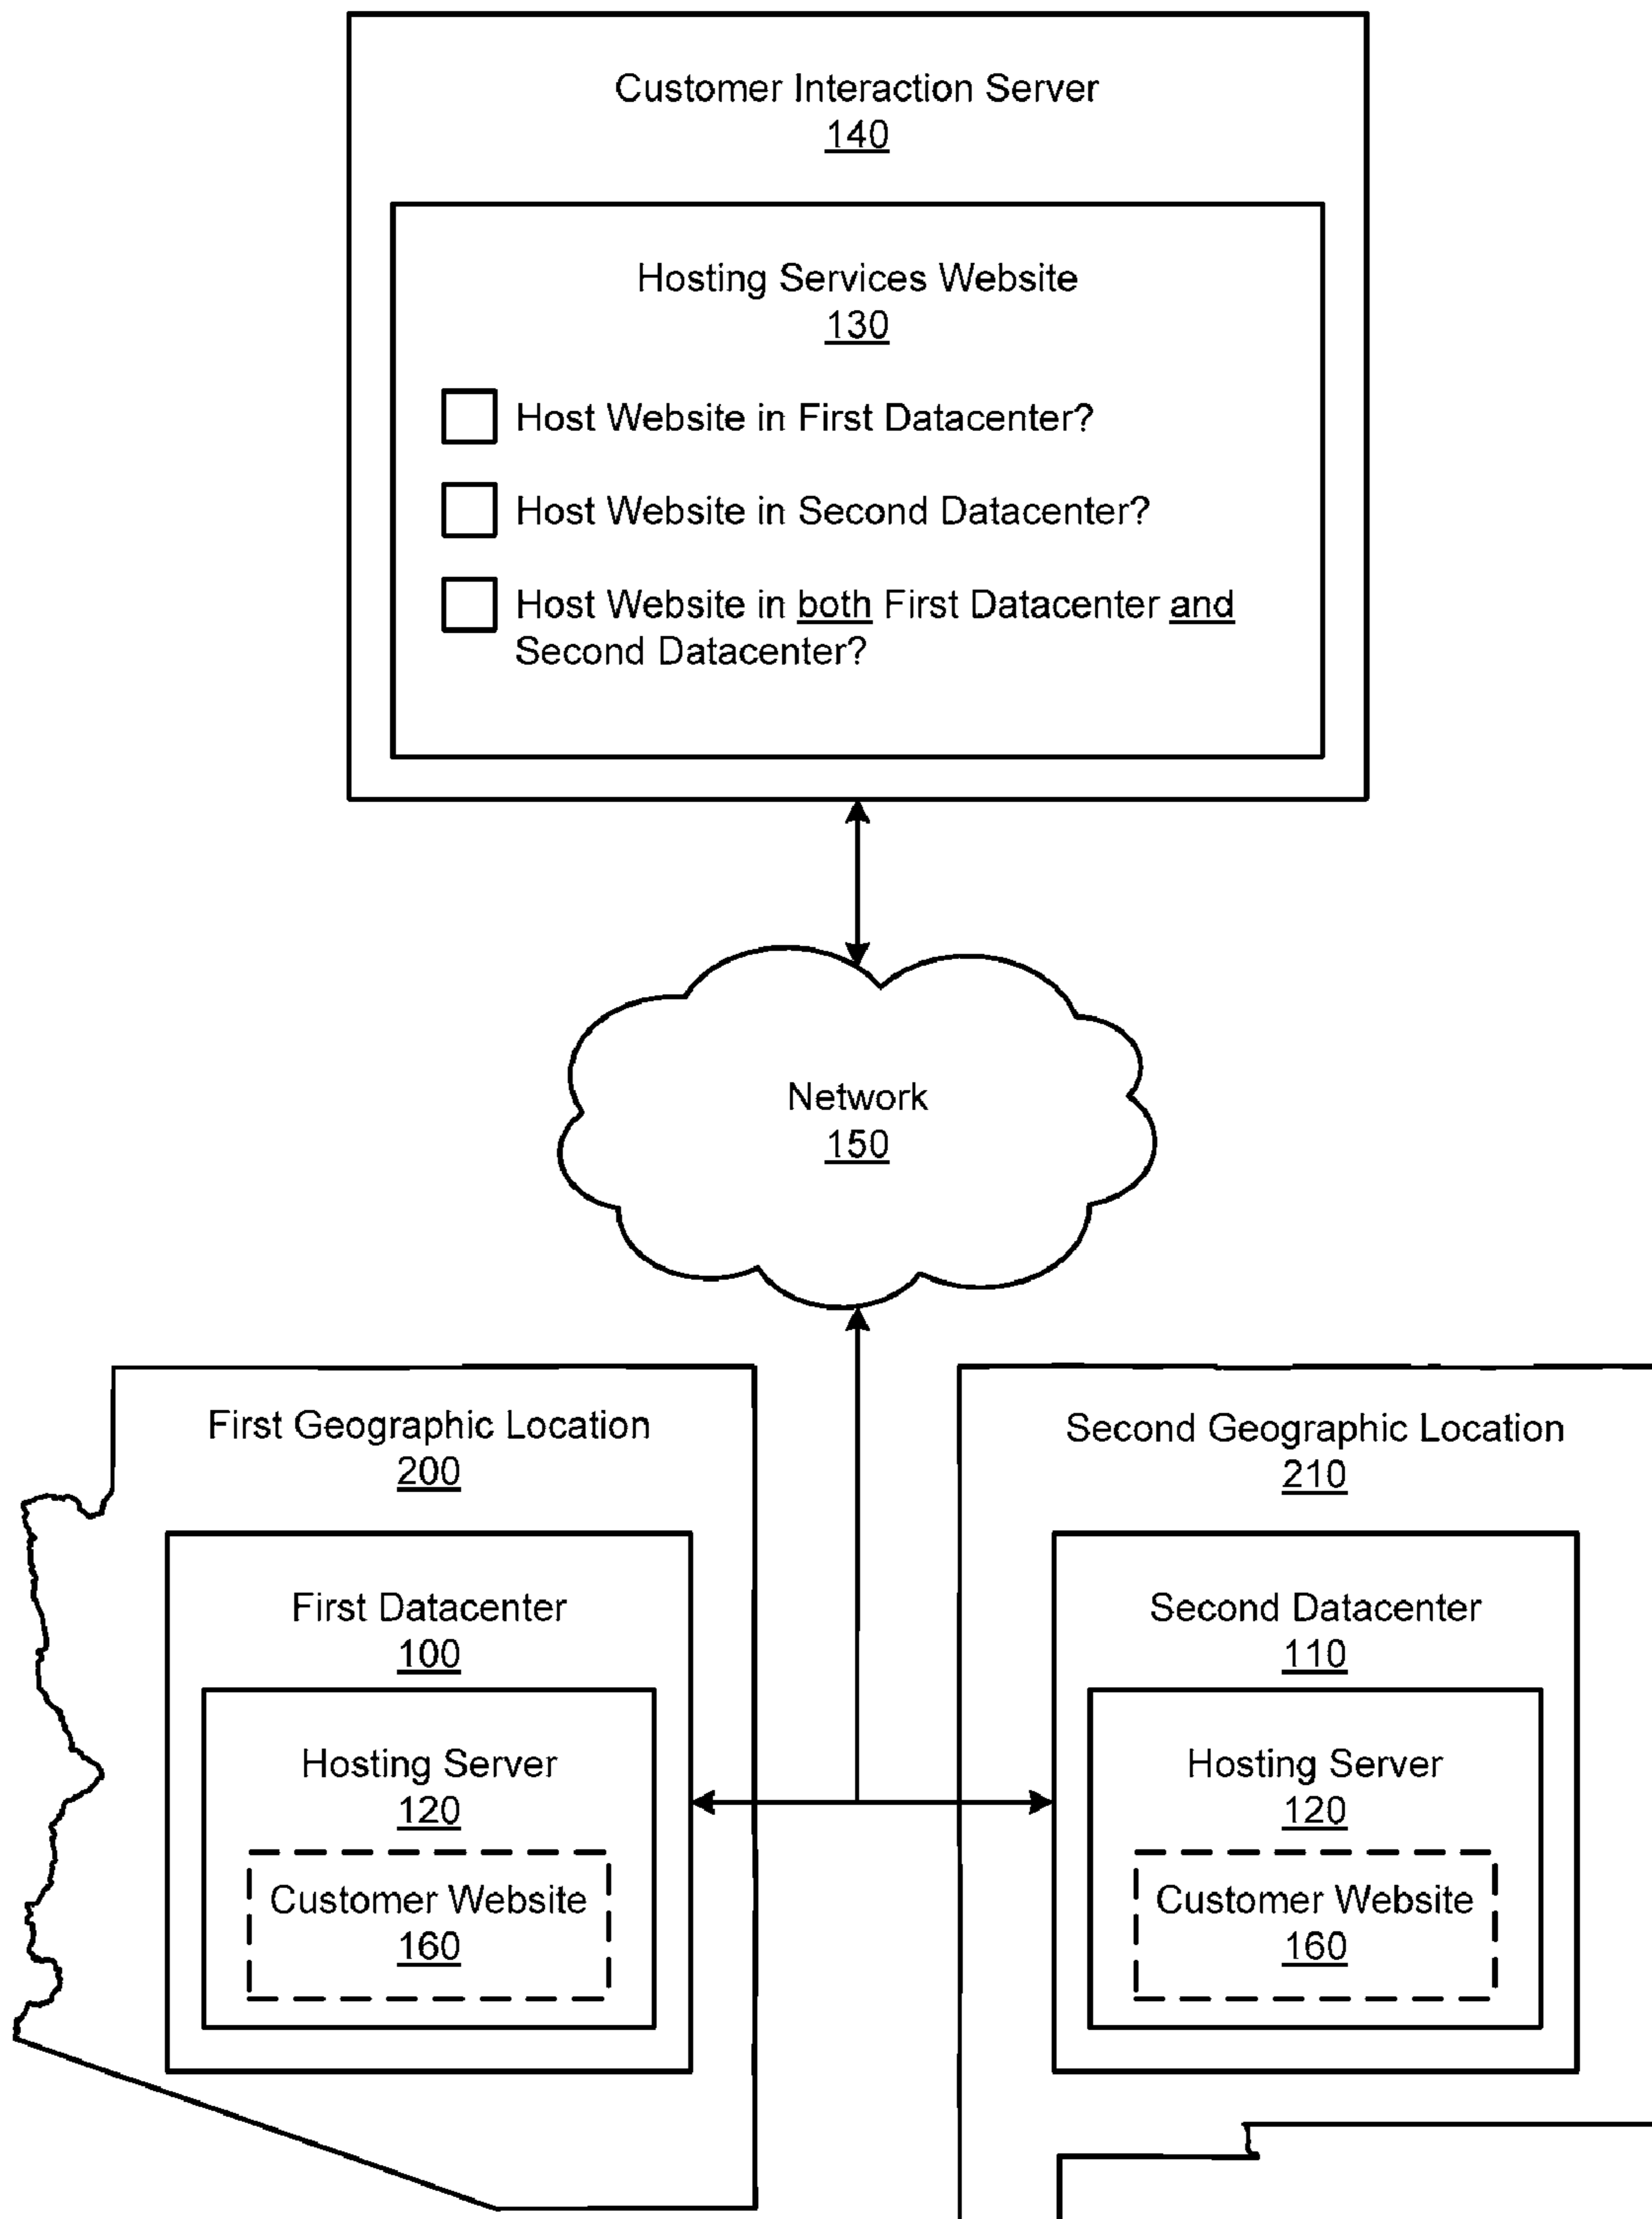 Customer Interaction Server
140
Hosting Services Website
130
Host Website in First Datacenter?
Host Website in Second Datacenter?
Host Website in both First Datacenter and
Second Datacenter?
Network
150
First Geographic Location
200
First Datacenter
100
Hosting Server
120
Customer Website
160
Second Geographic Location
210
Second Datacenter
110
Hosting Server
120
Customer Website
160